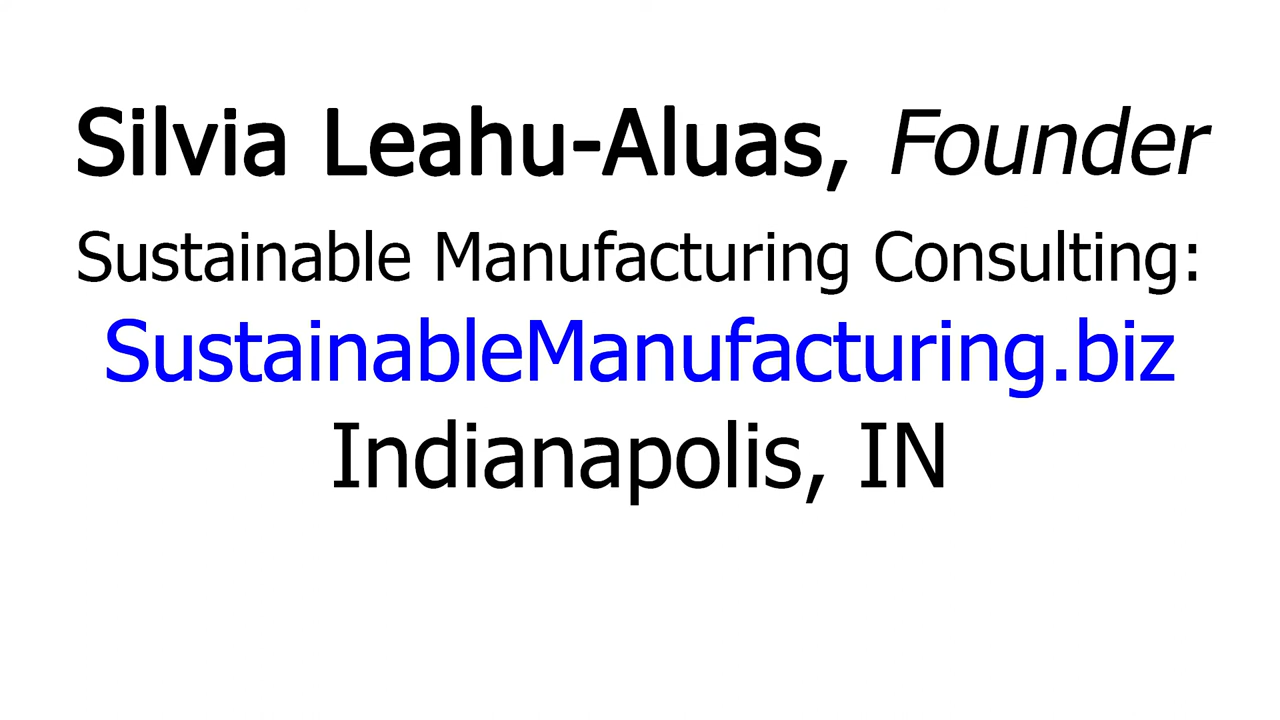 Silvia Leahu-Aluas, Founder
Sustainable Manufacturing Consulting:
SustainableManufacturing.biz
Indianapolis, IN